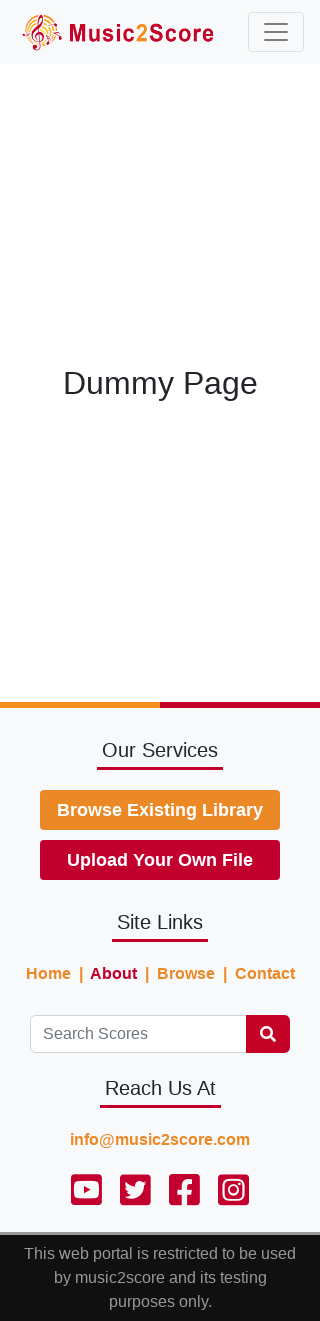 Music2Score
Dummy Page
Our Services
Browse Existing Library
Upload Your Own File
Site Links
Home | About | Browse | Contact
Search Scores
Reach Us At
info@music2score.com
This web portal is restricted to be used
by music2score and its testing
purposes only.